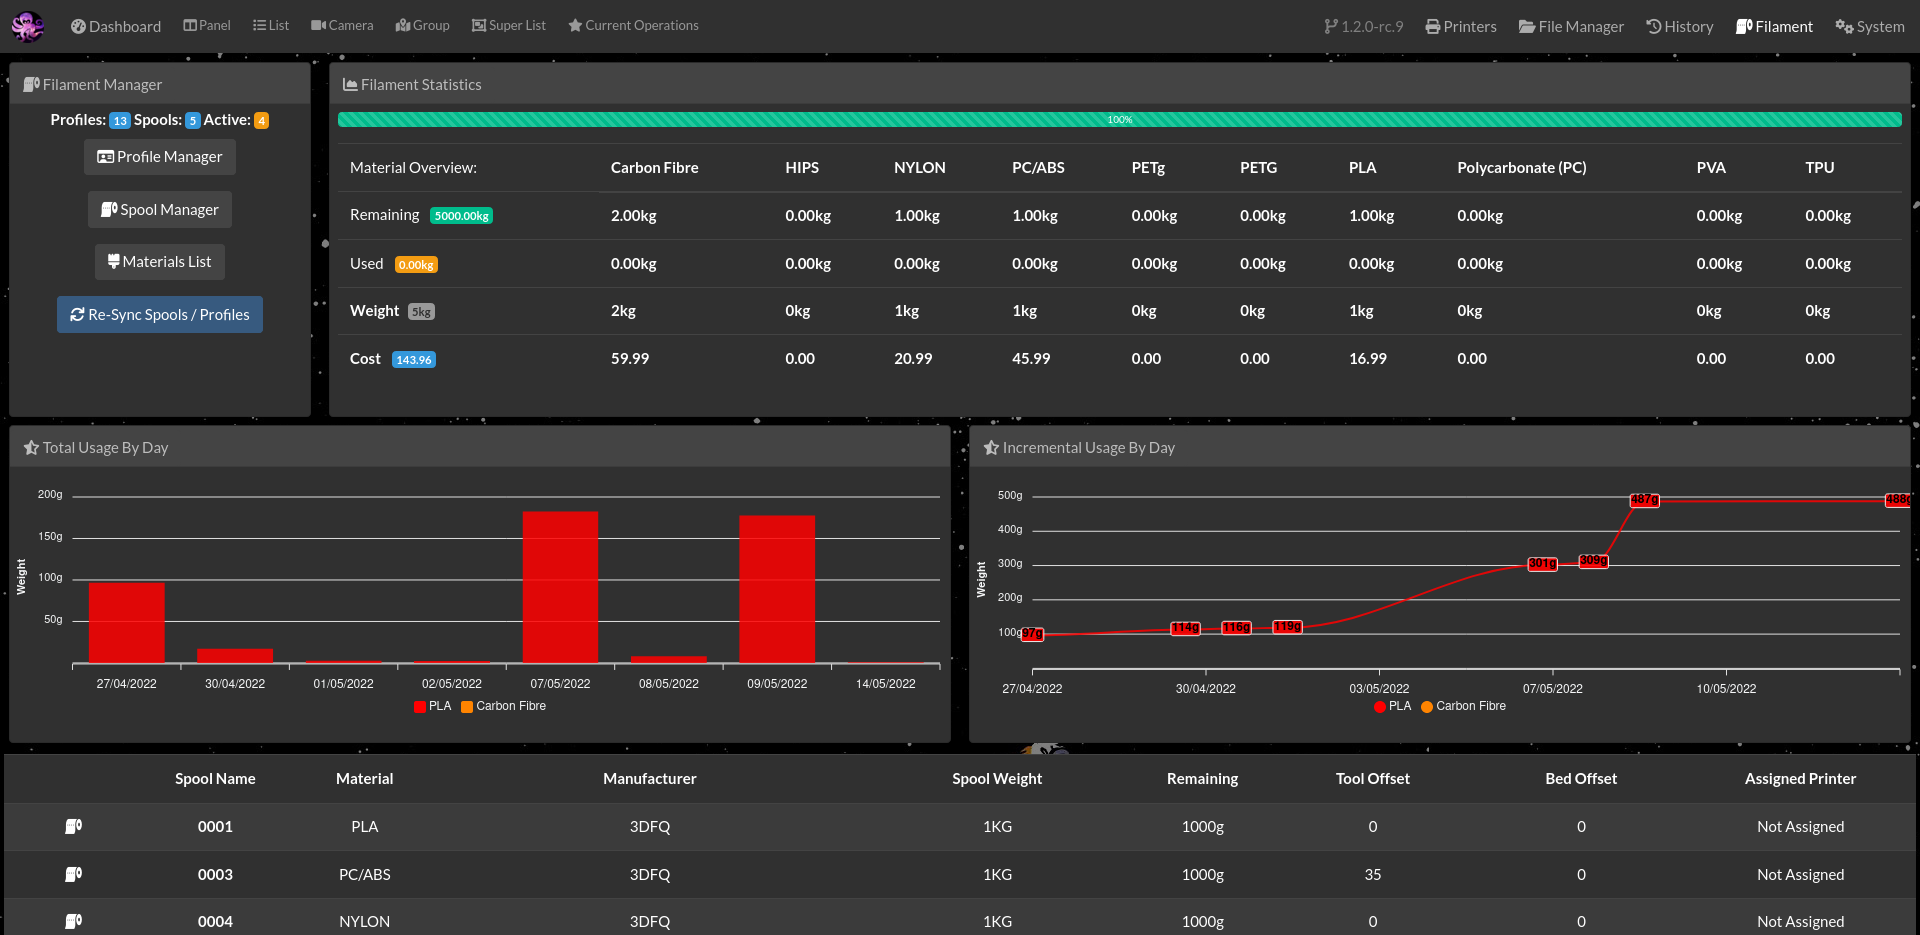 Dashboard Panel List Camera Group Super List Current Operations 1.2.0-rc.9 Printers File Manager History Filament System
Filament Manager
Profiles: 13 Spools: 5 Active: 4
Profile Manager
Spool Manager
Materials List
Re-Sync Spools / Profiles
Filament Statistics
100%
Material Overview: Carbon Fibre HIPS NYLON PC/ABS PETg PETG PLA Polycarbonate (PC) PVA TPU
Remaining 5000.00kg 2.00kg 0.00kg 1.00kg 1.00kg 0.00kg 0.00kg 1.00kg 0.00kg 0.00kg 0.00kg
Used 0.00kg 0.00kg 0.00kg 0.00kg 0.00kg 0.00kg 0.00kg 0.00kg 0.00kg 0.00kg 0.00kg
Weight 5kg 2kg 0kg 1kg 1kg 0kg 0kg 1kg 0kg 0kg 0kg
Cost 143.96 59.99 0.00 20.99 45.99 0.00 0.00 16.99 0.00 0.00 0.00
Total Usage By Day
200g
150g
100g
50g
Weight
27/04/2022 30/04/2022 01/05/2022 02/05/2022 07/05/2022 08/05/2022 09/05/2022 14/05/2022
PLA Carbon Fibre
Incremental Usage By Day
500g
400g
300g
200g
100g
Weight
97g 114g 116g 119g 301g 309g 487g 488g
27/04/2022 30/04/2022 03/05/2022 07/05/2022 10/05/2022
PLA Carbon Fibre
Spool Name Material Manufacturer Spool Weight Remaining Tool Offset Bed Offset Assigned Printer
0001 PLA 3DFQ 1KG 1000g 0 0 Not Assigned
0003 PC/ABS 3DFQ 1KG 1000g 35 0 Not Assigned
0004 NYLON 3DFQ 1KG 1000g 0 0 Not Assigned